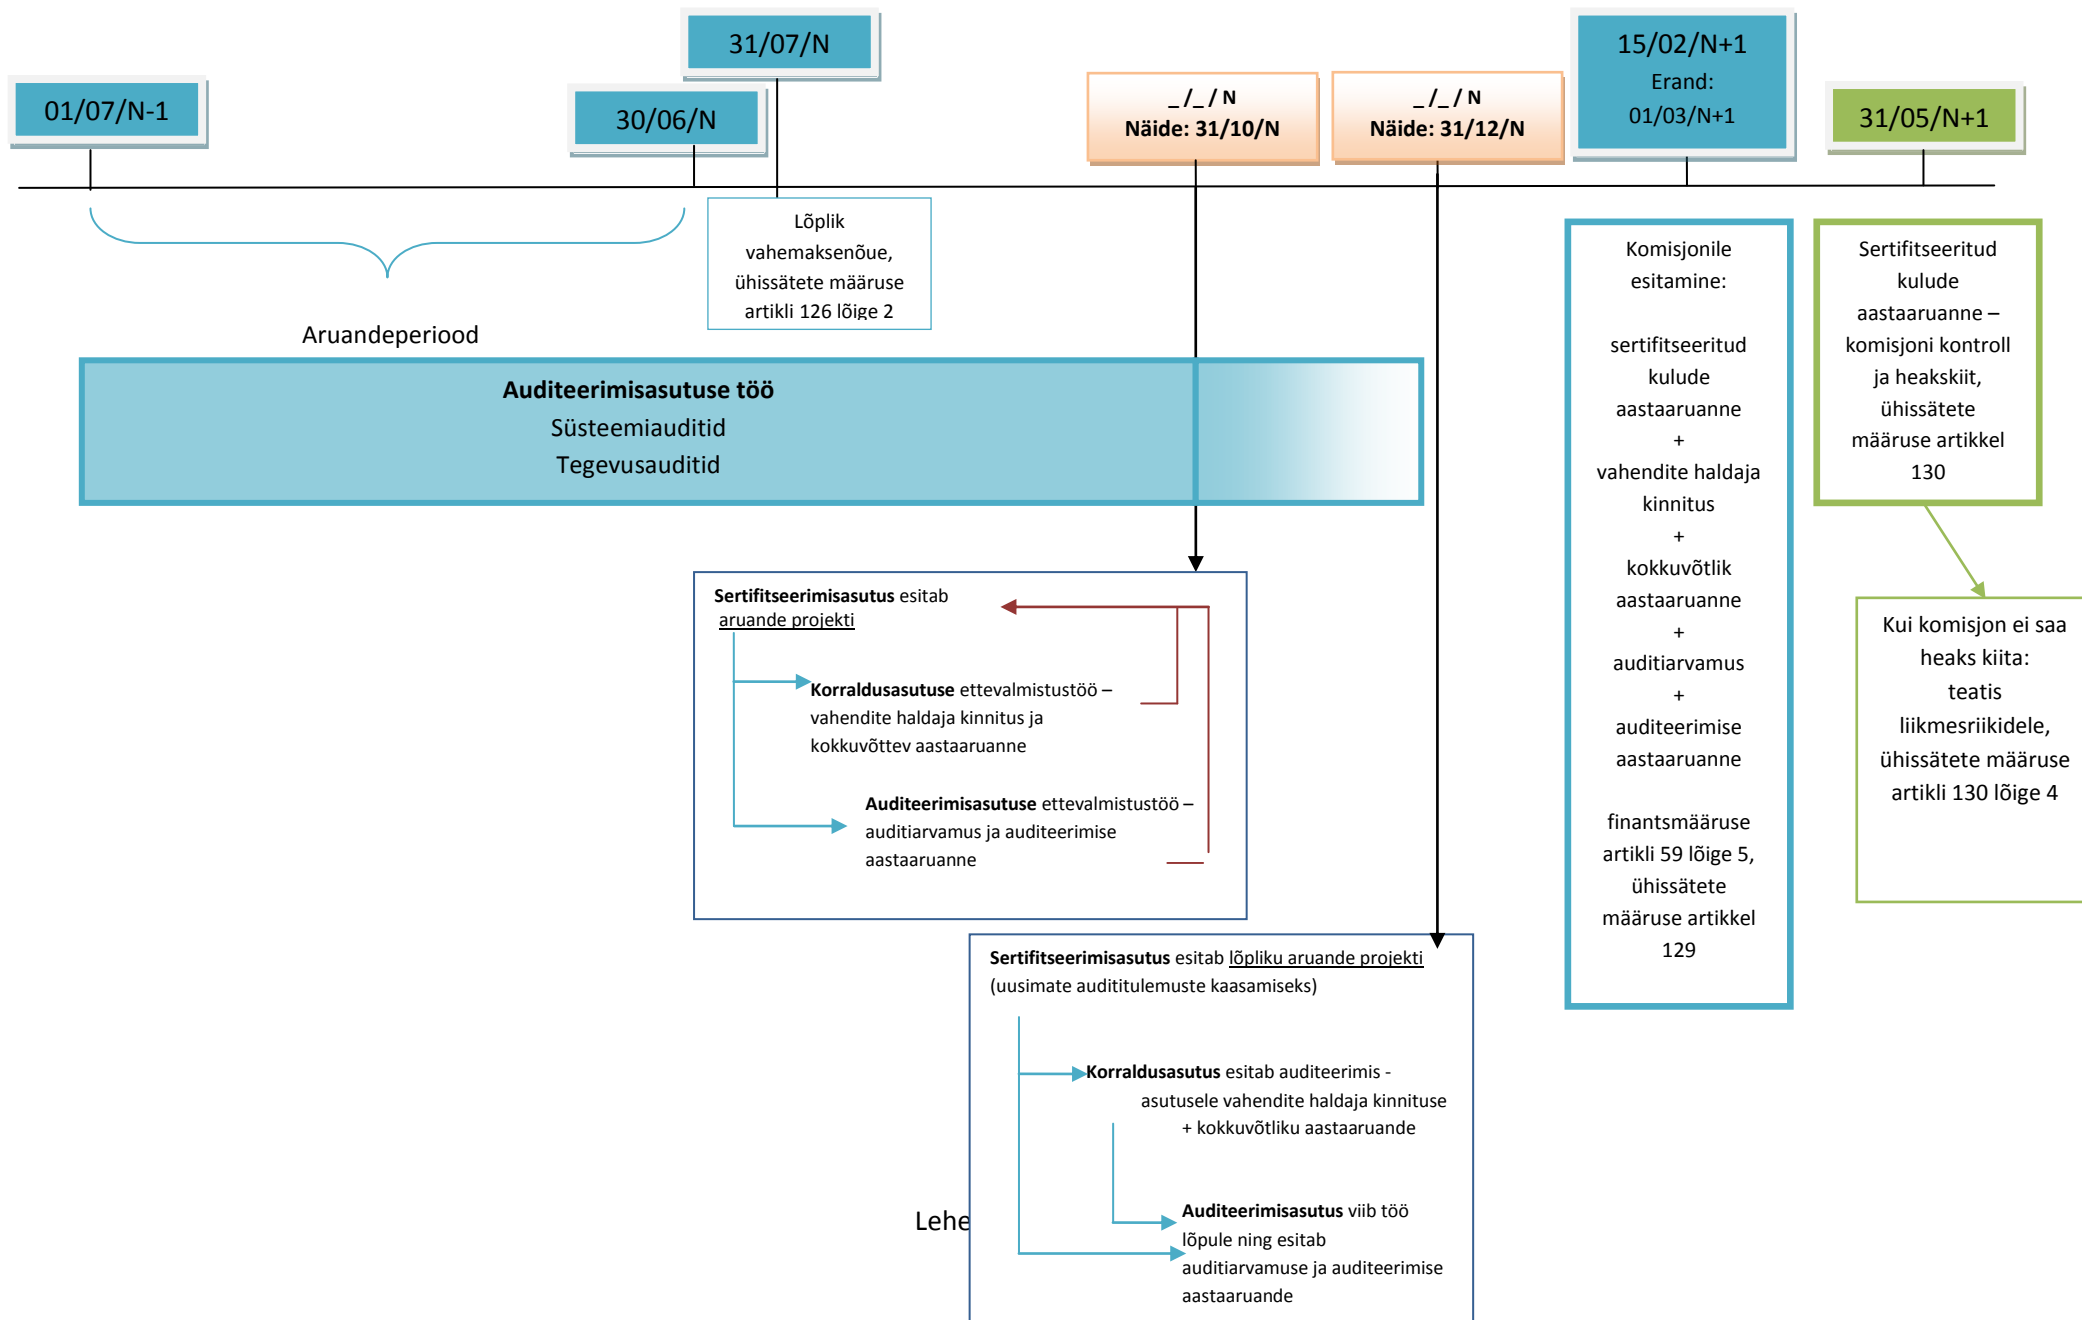 01/07/N-1
30/06/N
31/07/N
_ /_ / N
Näide: 31/10/N
_ /_ / N
Näide: 31/12/N
15/02/N+1
Erand:
01/03/N+1
31/05/N+1
Lõplik
vahemaksenõue,
ühissätete määruse
artikli 126 lõige 2
Aruandeperiood
Auditeerimisasutuse töö
Süsteemiauditid
Tegevusauditid
Sertifitseerimisasutus esitab
aruande projekti
Korraldusasutuse ettevalmistustöö –
vahendite haldaja kinnitus ja
kokkuvõttev aastaaruanne
Auditeerimisasutuse ettevalmistustöö –
auditiarvamus ja auditeerimise
aastaaruanne
Sertifitseerimisasutus esitab lõpliku aruande projekti
(uusimate audititulemuste kaasamiseks)
Korraldusasutus esitab auditeerimis -
asutusele vahendite haldaja kinnituse
+ kokkuvõtliku aastaaruande
Auditeerimisasutus viib töö
lõpule ning esitab
auditiarvamuse ja auditeerimise
aastaaruande
Lehe
Komisjonile
esitamine:
sertifitseeritud
kulude
aastaaruanne
+
vahendite haldaja
kinnitus
+
kokkuvõtlik
aastaaruanne
+
auditiarvamus
+
auditeerimise
aastaaruanne
finantsmääruse
artikli 59 lõige 5,
ühissätete
määruse artikkel
129
Sertifitseeritud
kulude
aastaaruanne –
komisjoni kontroll
ja heakskiit,
ühissätete
määruse artikkel
130
Kui komisjon ei saa
heaks kiita:
teatis
liikmesriikidele,
ühissätete määruse
artikli 130 lõige 4